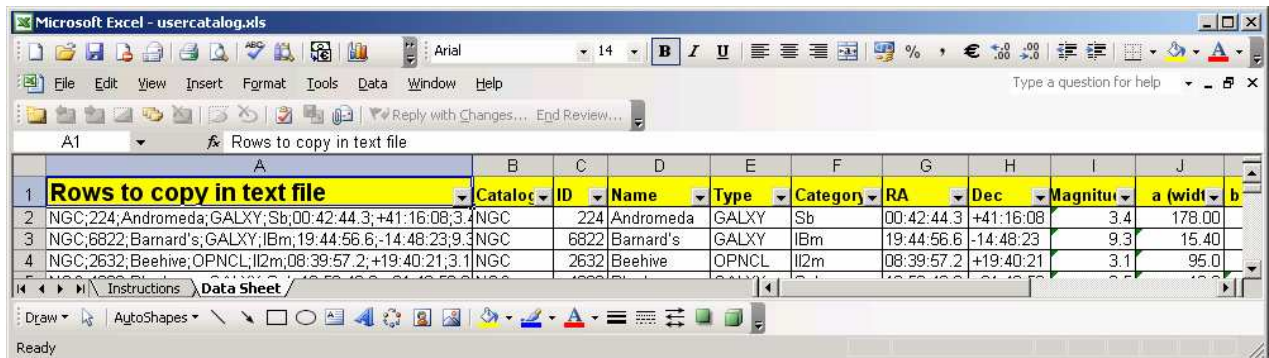 Microsoft Excel - usercatalog.xls
Arial 14 B I U % , €
File Edit View Insert Format Tools Data Window Help Type a question for help
Reply with Changes... End Review...
A1 fx Rows to copy in text file
A B C D E F G H I J
1 Rows to copy in text file Catalog ID Name Type Category RA Dec Magnitu a (widt b
2 NGC;224;Andromeda;GALXY;Sb;00:42:44.3;+41:16:08;3.4 NGC 224 Andromeda GALXY Sb 00:42:44.3 +41:16:08 3.4 178.00
3 NGC;6822;Barnard's;GALXY;IBm;19:44:56.6;-14:48:23;9.3 NGC 6822 Barnard's GALXY IBm 19:44:56.6 -14:48:23 9.3 15.40
4 NGC;2632;Beehive;OPNCL;II2m;08:39:57.2;+19:40:21;3.1 NGC 2632 Beehive OPNCL II2m 08:39:57.2 +19:40:21 3.1 95.0
Instructions Data Sheet
Draw AutoShapes A
Ready